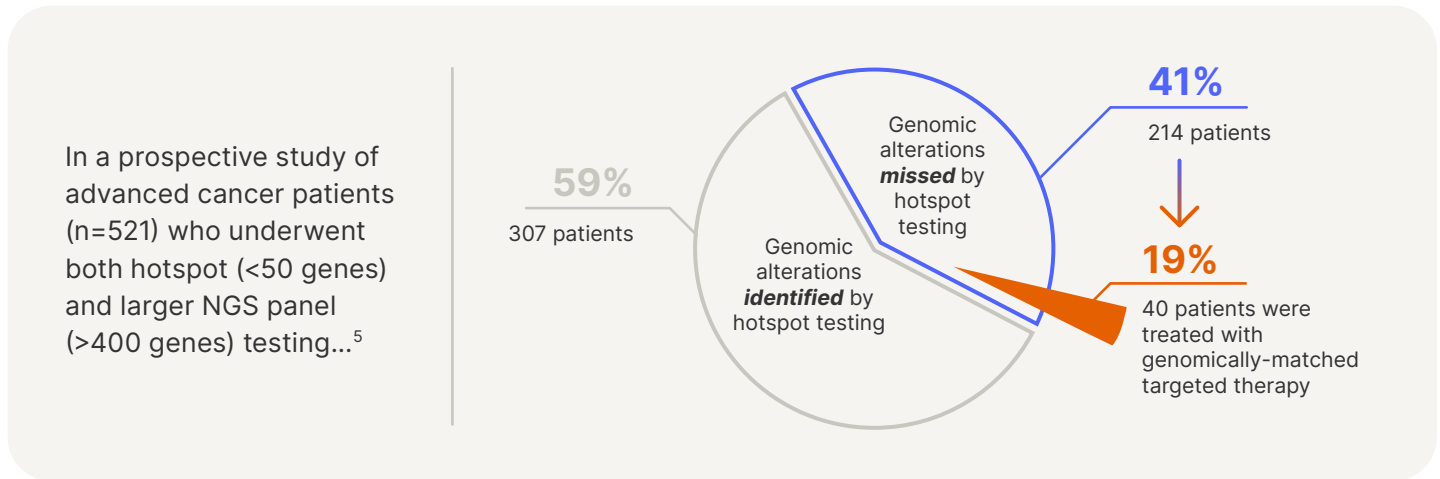 In a prospective study of
advanced cancer patients
(n=521) who underwent
both hotspot (<50 genes)
and larger NGS panel
(>400 genes) testing...5
59%
307 patients
Genomic
alterations
identified by
hotspot testing
Genomic
alterations
missed by
hotspot
testing
41%
214 patients
19%
40 patients were
treated with
genomically-matched
targeted therapy